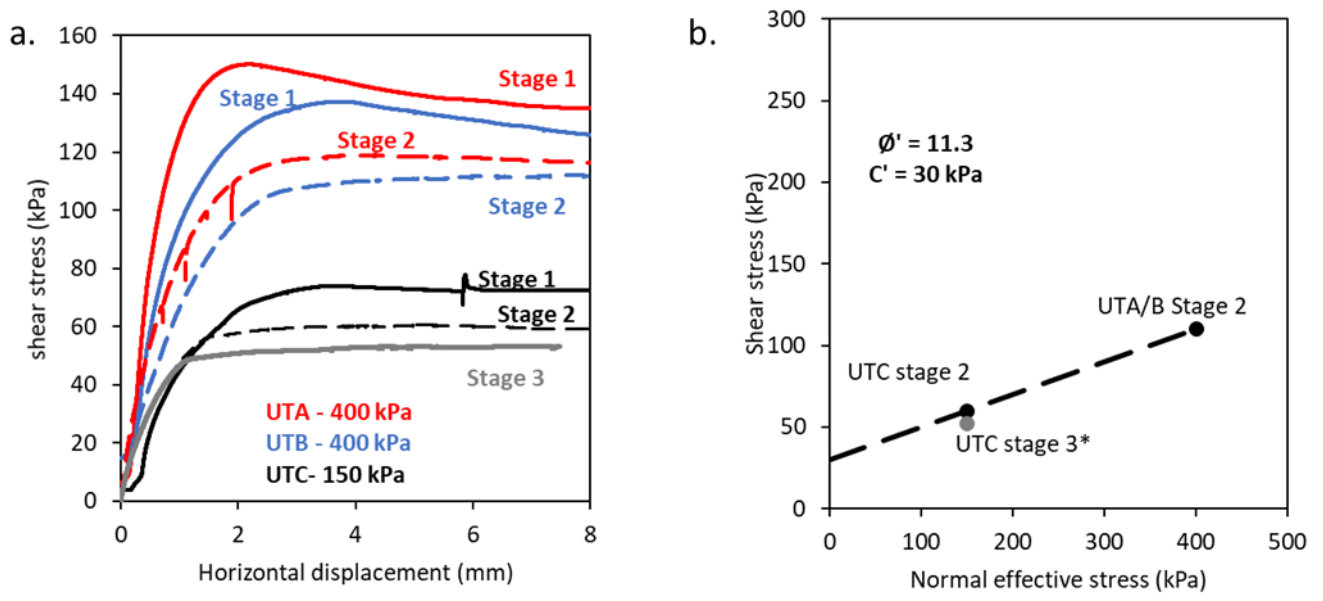 a.
160
140
120
100
80
60
40
20
0
shear stress (kPa)
Stage 1
Stage 1
Stage 2
Stage 2
Stage 1
Stage 2
Stage 3
UTA - 400 kPa
UTB - 400 kPa
UTC- 150 kPa
0 2 4 6 8
Horizontal displacement (mm)
b.
300
250
200
150
100
50
0
Shear stress (kPa)
Ø' = 11.3
C' = 30 kPa
UTA/B Stage 2
UTC stage 2
UTC stage 3*
0 100 200 300 400 500
Normal effective stress (kPa)